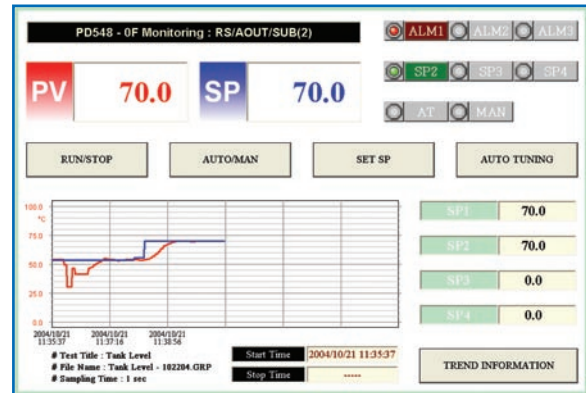 PD548 - 0F Monitoring : RS/AOUT/SUB(2)
ALM1 ALM2 ALM3
PV 70.0 SP 70.0
SP2 SP3 SP4
AT MAN
RUN/STOP AUTO/MAN SET SP AUTO TUNING
100.0
°C
75.0
50.0
25.0
0.0
2004/10/21 2004/10/21 2004/10/21
11:35:37 11:37:16 11:38:56
SP1 70.0
SP2 70.0
SP3 0.0
SP4 0.0
# Test Title : Tank Level
# File Name : Tank Level - 102204.GRP
# Sampling Time : 1 sec
Start Time 2004/10/21 11:35:37
Stop Time -----
TREND INFORMATION